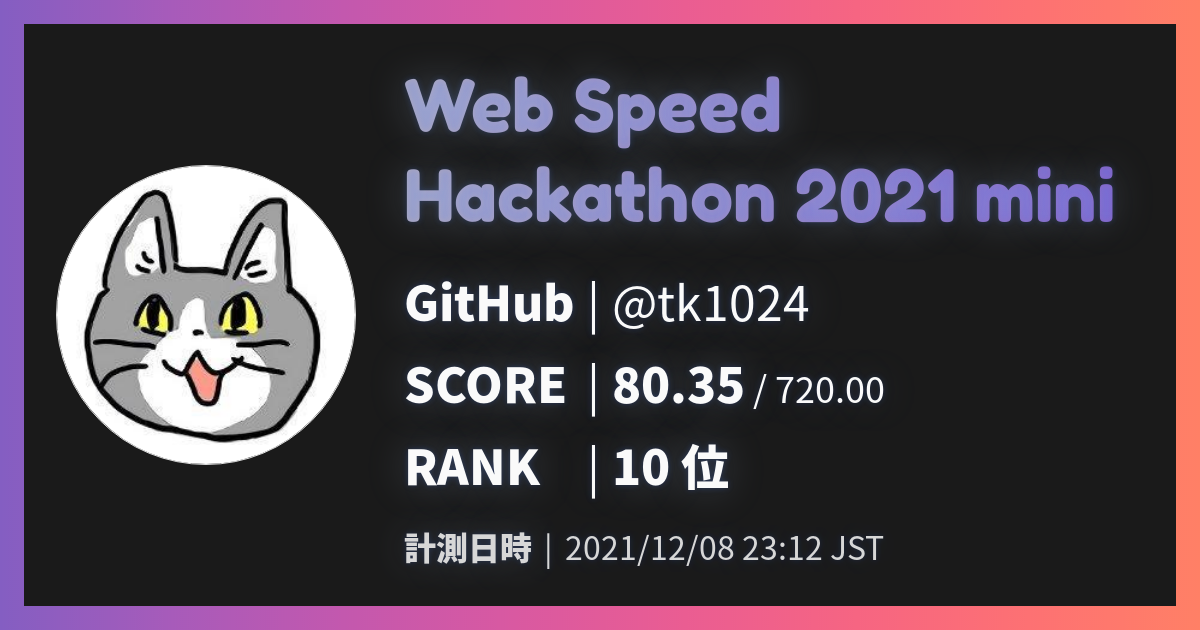 Web Speed
Hackathon 2021 mini
GitHub | @tk1024
SCORE | 80.35 / 720.00
RANK | 10 位
計測日時 | 2021/12/08 23:12 JST